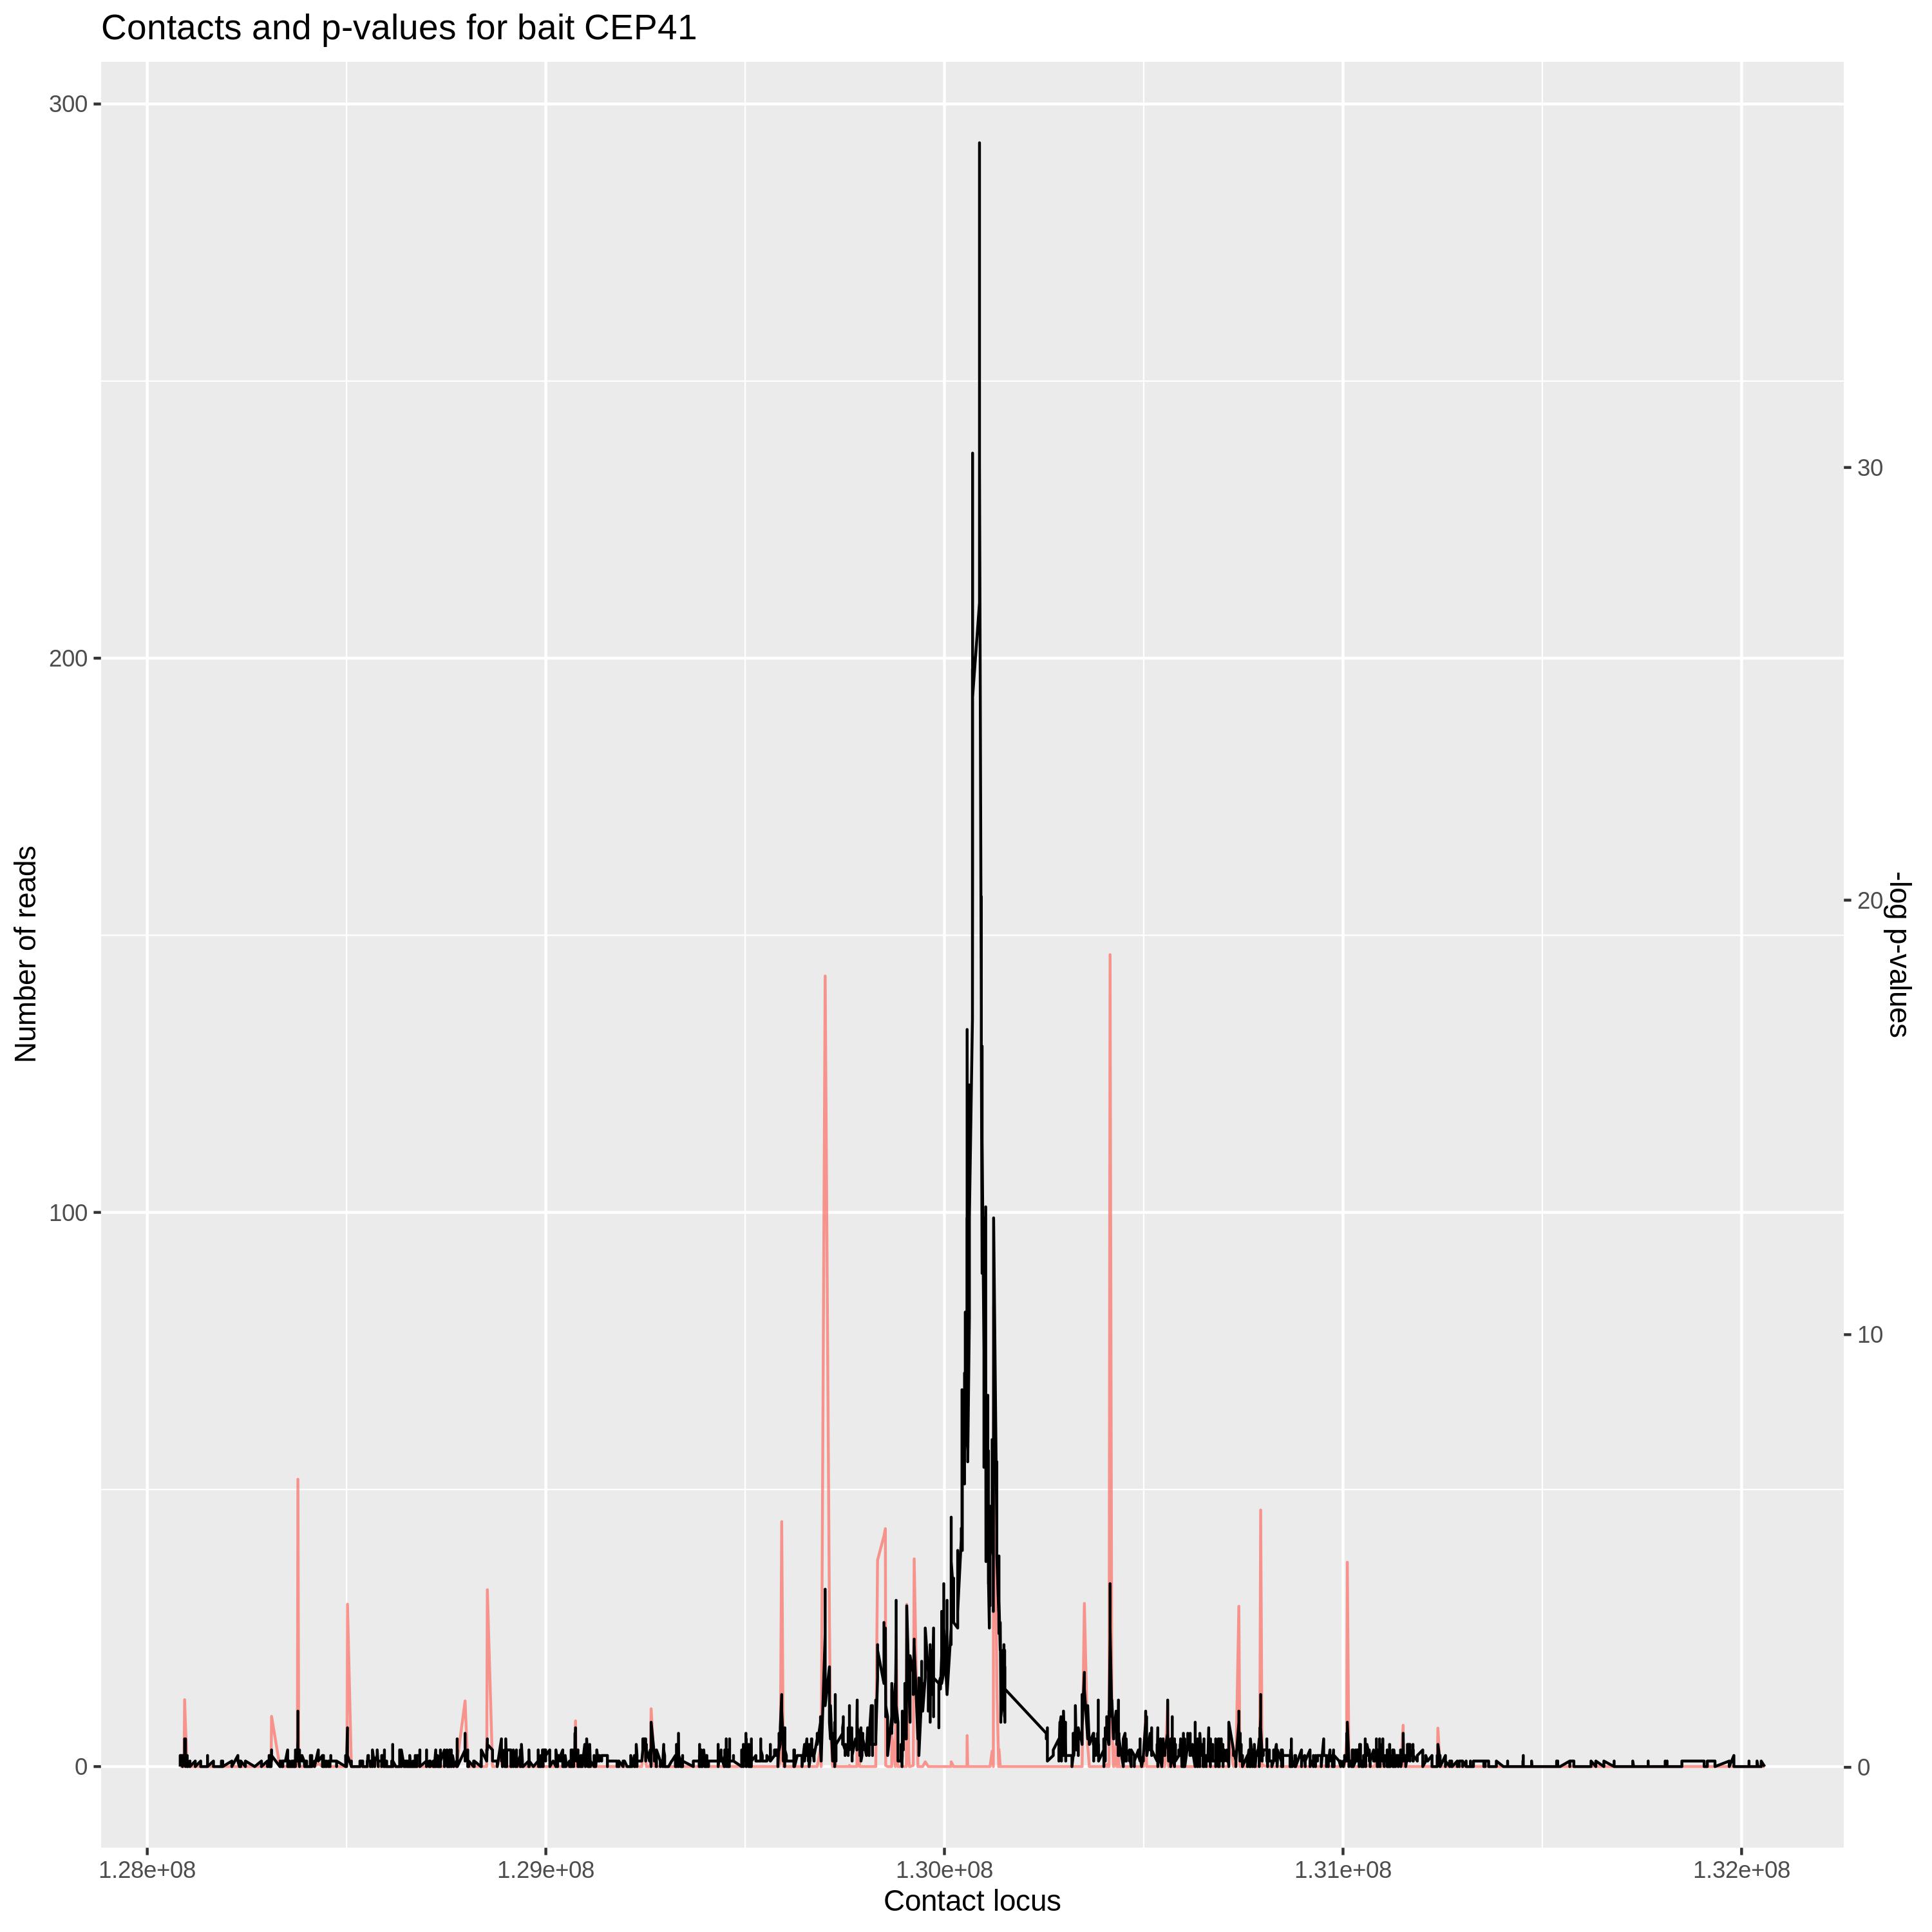 Contacts and p-values for bait CEP41
300
200
100
0
Number of reads
30
20
10
0
-log p-values
1.28e+08 1.29e+08 1.30e+08 1.31e+08 1.32e+08
Contact locus